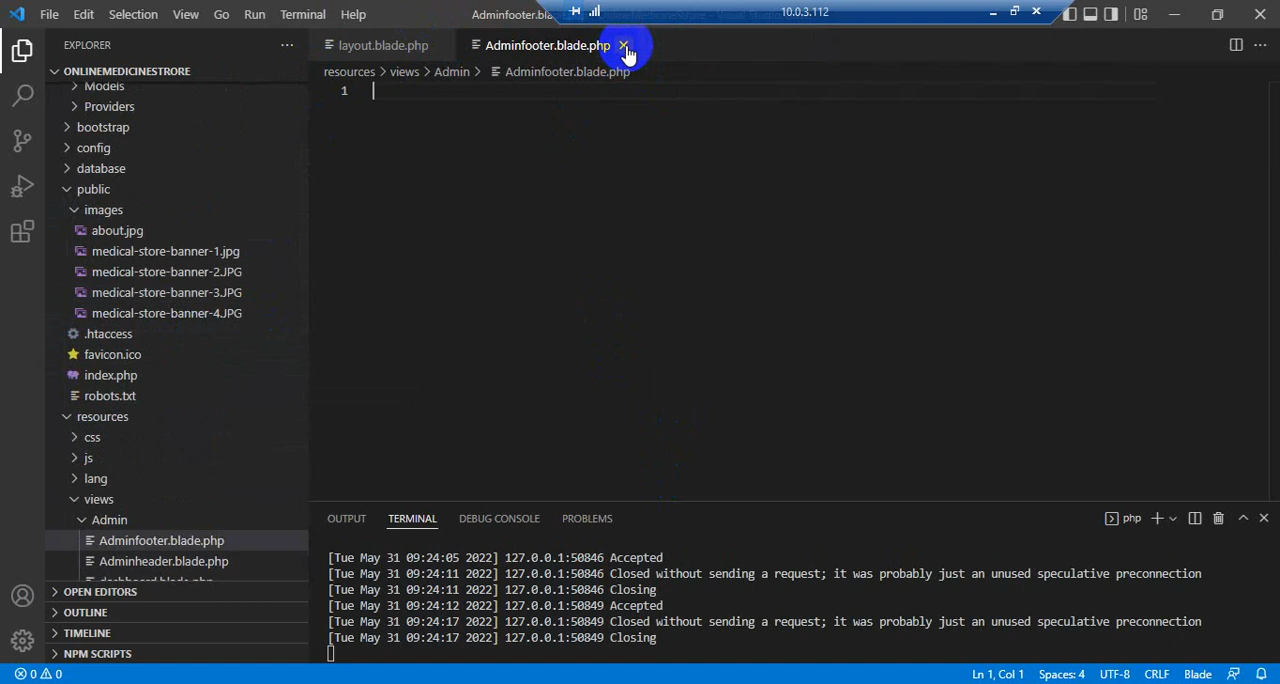 File Edit Selection View Go Run Terminal Help
Adminfooter.bla
10.0.3.112
EXPLORER
layout.blade.php
Adminfooter.blade.php
ONLINEMEDICINESTRORE
resources > views > Admin > Adminfooter.blade.php
1
Models
Providers
bootstrap
config
database
public
images
about.jpg
medical-store-banner-1.jpg
medical-store-banner-2.JPG
medical-store-banner-3.JPG
medical-store-banner-4.JPG
.htaccess
favicon.ico
index.php
robots.txt
resources
css
js
lang
views
Admin
Adminfooter.blade.php
Adminheader.blade.php
dashboard.blade.php
OPEN EDITORS
OUTLINE
TIMELINE
NPM SCRIPTS
OUTPUT TERMINAL DEBUG CONSOLE PROBLEMS
php
[Tue May 31 09:24:05 2022] 127.0.0.1:50846 Accepted
[Tue May 31 09:24:11 2022] 127.0.0.1:50846 Closed without sending a request; it was probably just an unused speculative preconnection
[Tue May 31 09:24:11 2022] 127.0.0.1:50846 Closing
[Tue May 31 09:24:12 2022] 127.0.0.1:50849 Accepted
[Tue May 31 09:24:17 2022] 127.0.0.1:50849 Closed without sending a request; it was probably just an unused speculative preconnection
[Tue May 31 09:24:17 2022] 127.0.0.1:50849 Closing
0 0
Ln 1, Col 1 Spaces: 4 UTF-8 CRLF Blade